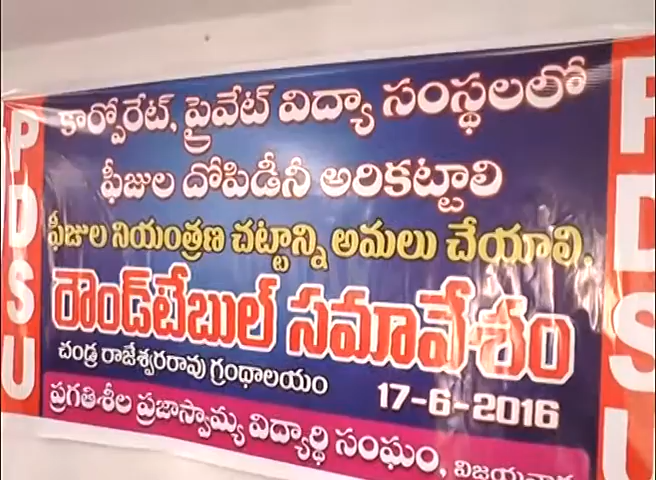 కార్పోరేట్, ప్రైవేట్ విద్యా సంస్థలలో
ఫీజుల దోపిడీనీ అరికట్టాలి
ఫీజుల నియంత్రణ చట్టాన్ని అమలు చేయాలి.
రౌండ్‌టేబుల్ సమావేశం
చండ్ర రాజేశ్వరరావు గ్రంథాలయం
17-6-2016
ప్రగతిశీల ప్రజాస్వామ్య విద్యార్థి సంఘం, విజయవాడ
PDSU
PDSU